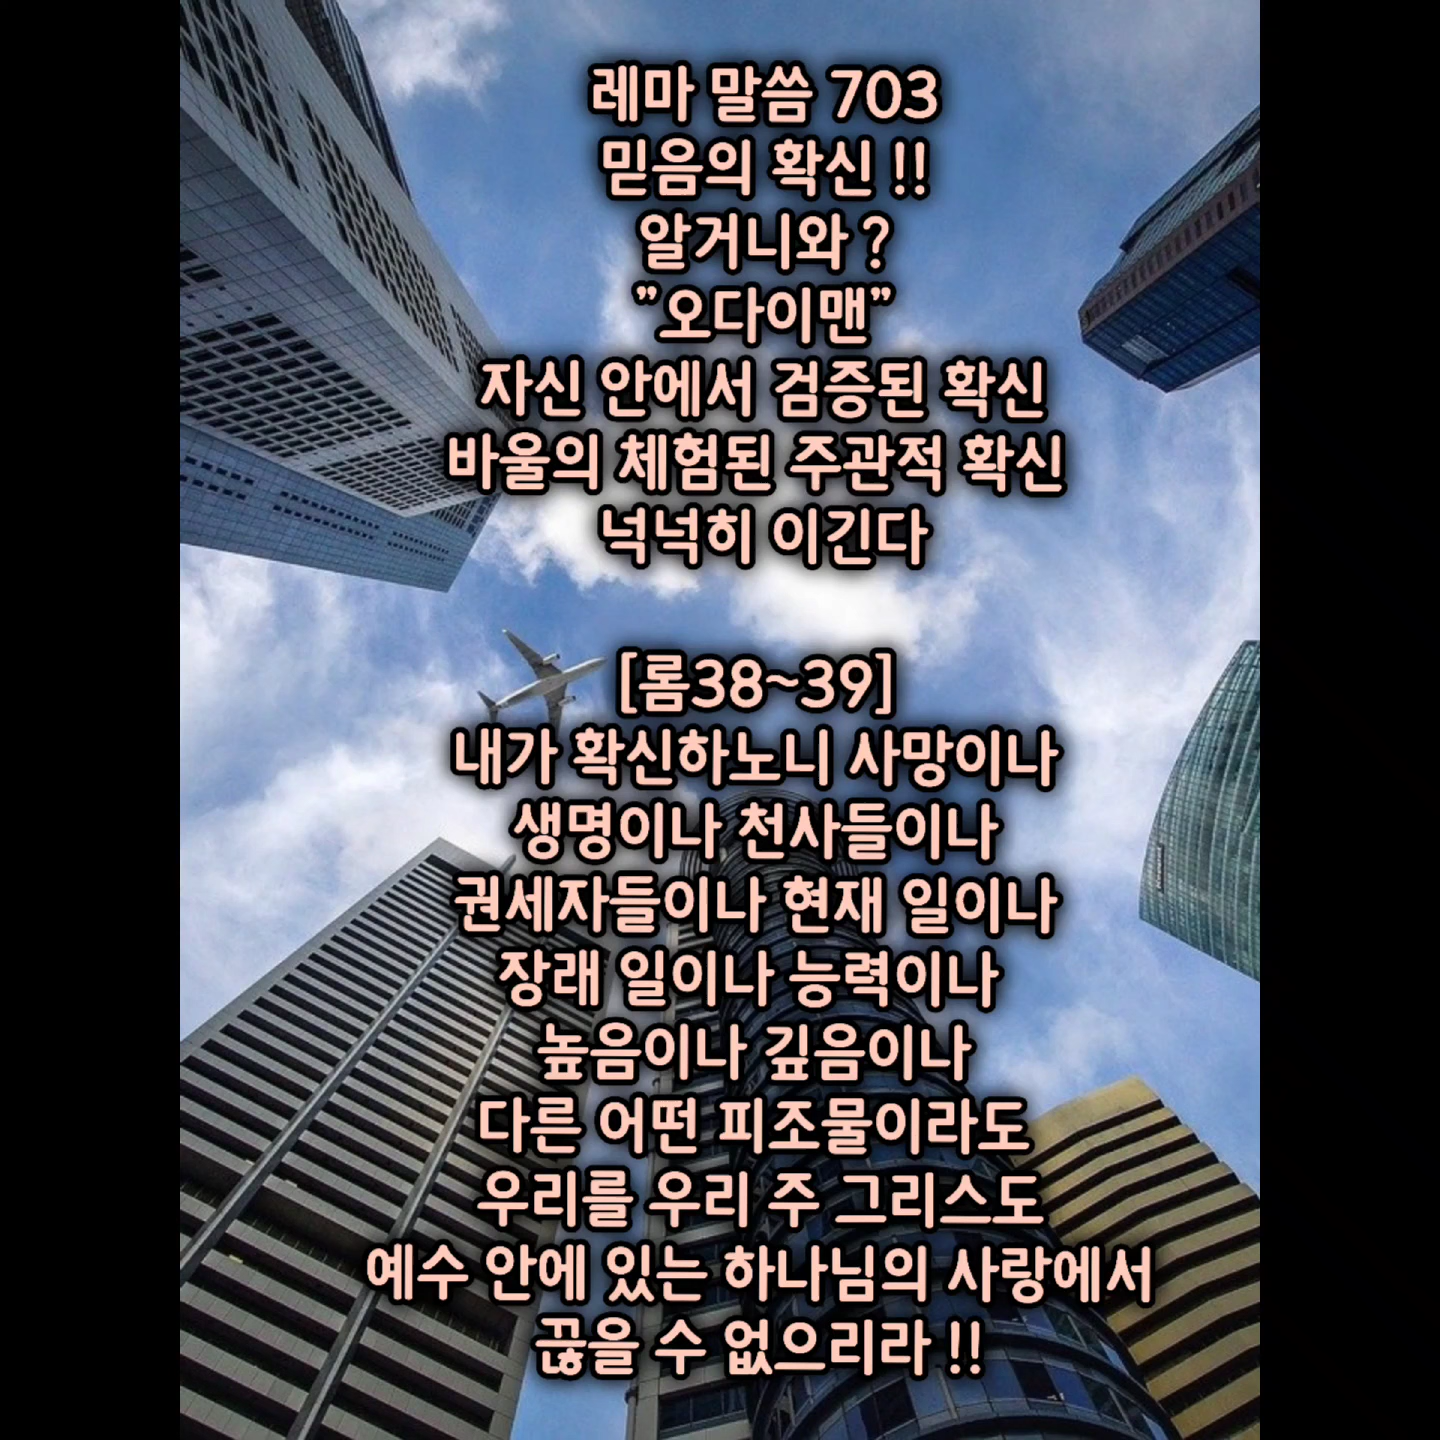 레마 말씀 703
믿음의 확신 !!
알거니와 ?
"오다이맨"
자신 안에서 검증된 확신
바울의 체험된 주관적 확신
넉넉히 이긴다
[롬38~39]
내가 확신하노니 사망이나
생명이나 천사들이나
권세자들이나 현재 일이나
장래 일이나 능력이나
높음이나 깊음이나
다른 어떤 피조물이라도
우리를 우리 주 그리스도
예수 안에 있는 하나님의 사랑에서
끊을 수 없으리라 !!